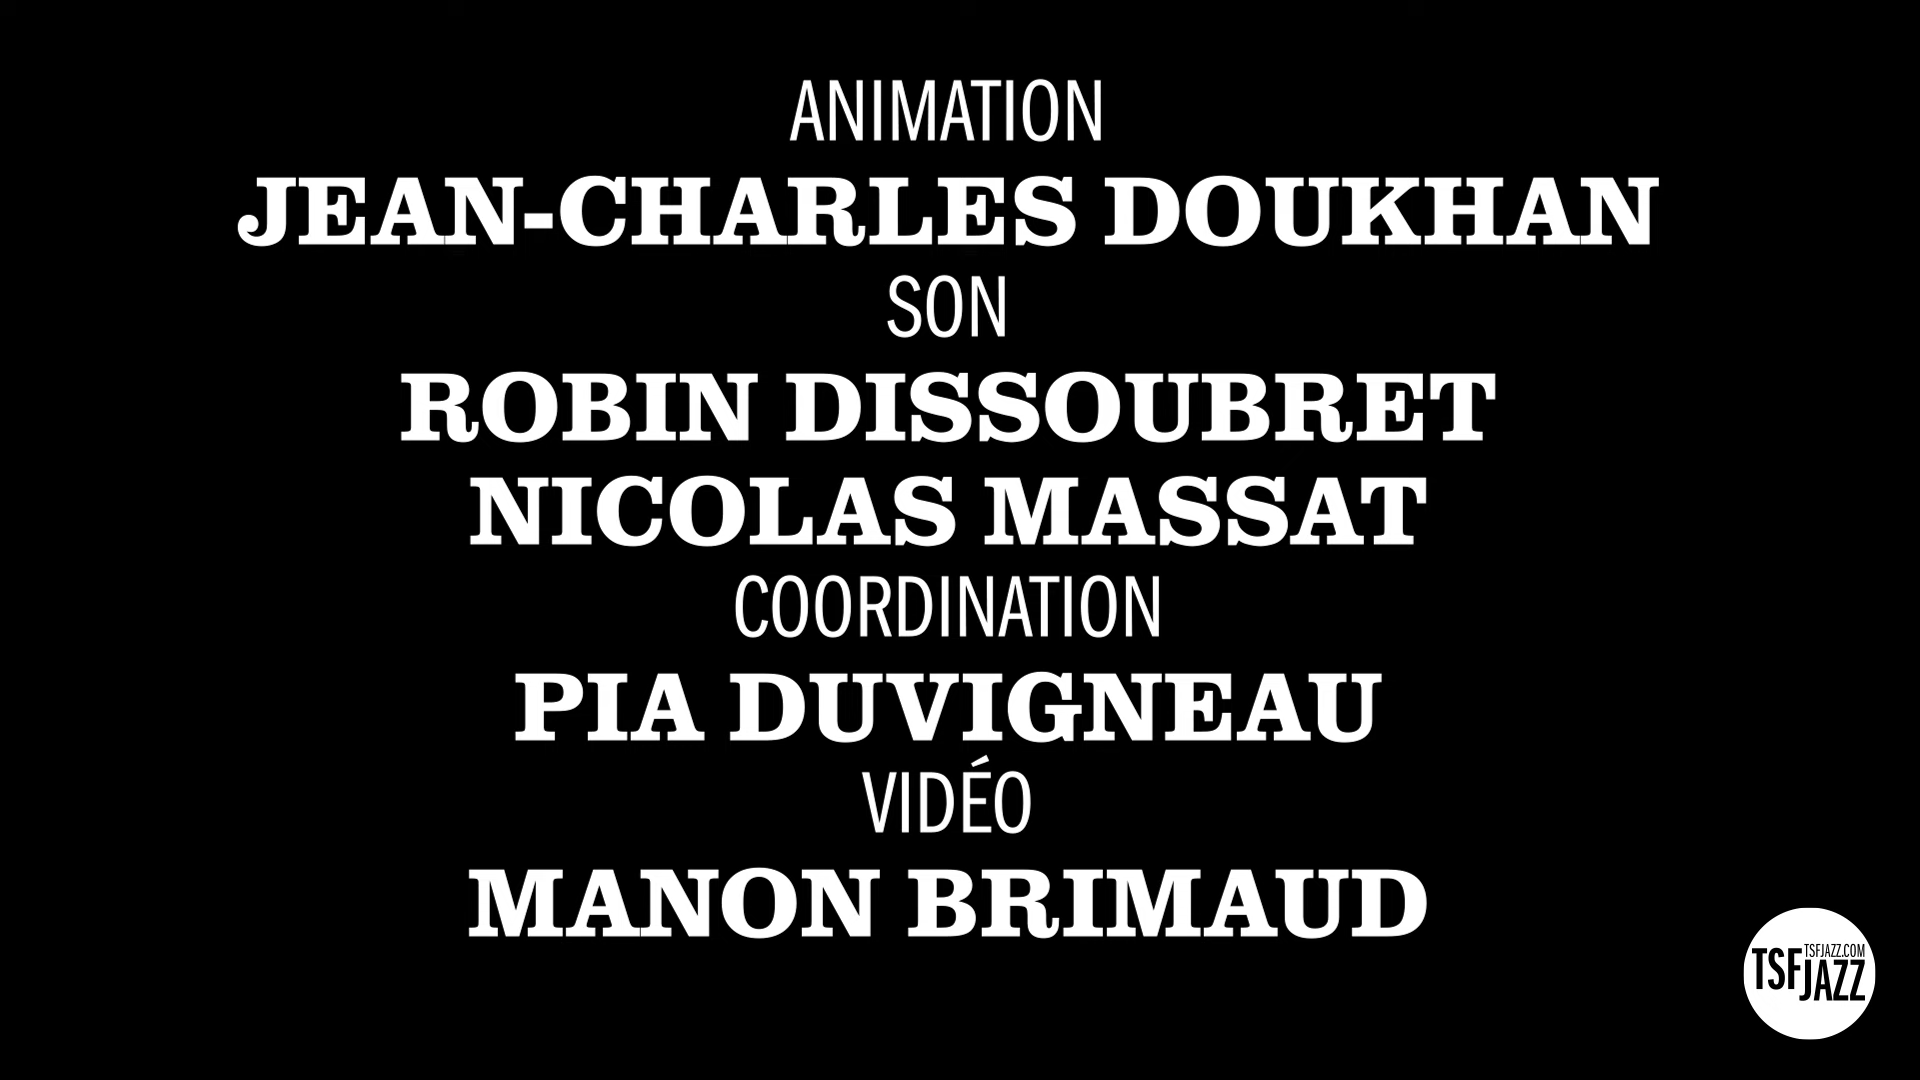 ANIMATION
JEAN-CHARLES DOUKHAN
SON
ROBIN DISSOUBRET
NICOLAS MASSAT
COORDINATION
PIA DUVIGNEAU
VIDÉO
MANON BRIMAUD
TSFJAZZ.COM
TSF JAZZ